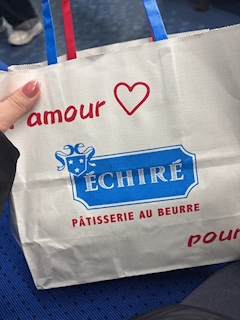 amour ♡
ÉCHIRÉ
PÂTISSERIE AU BEURRE
pour